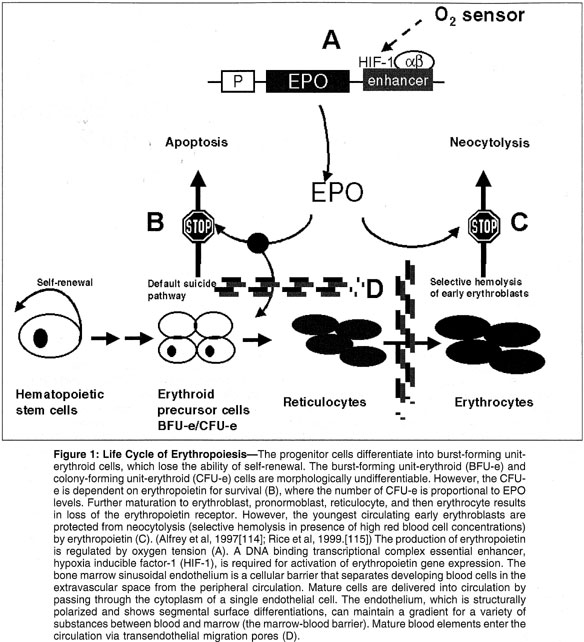 O2 sensor
A
HIF-1 αβ
P EPO enhancer
Apoptosis
Neocytolysis
EPO
B
STOP
STOP
C
Self-renewal
Default suicide
pathway
D
Selective hemolysis
of early erythroblasts
Hematopoietic
stem cells
Erythroid
precursor cells
BFU-e/CFU-e
Reticulocytes
Erythrocytes
Figure 1: Life Cycle of Erythropoiesis—The progenitor cells differentiate into burst-forming unit-
erythroid cells, which lose the ability of self-renewal. The burst-forming unit-erythroid (BFU-e) and
colony-forming unit-erythroid (CFU-e) cells are morphologically undifferentiable. However, the CFU-
e is dependent on erythropoietin for survival (B), where the number of CFU-e is proportional to EPO
levels. Further maturation to erythroblast, pronormoblast, reticulocyte, and then erythrocyte results
in loss of the erythropoietin receptor. However, the youngest circulating early erythroblasts are
protected from neocytolysis (selective hemolysis in presence of high red blood cell concentrations)
by erythropoietin (C). (Alfrey et al, 1997[114]; Rice et al, 1999.[115]) The production of erythropoietin
is regulated by oxygen tension (A). A DNA binding transcriptional complex essential enhancer,
hypoxia inducible factor-1 (HIF-1), is required for activation of erythropoietin gene expression. The
bone marrow sinusoidal endothelium is a cellular barrier that separates developing blood cells in the
extravascular space from the peripheral circulation. Mature cells are delivered into circulation by
passing through the cytoplasm of a single endothelial cell. The endothelium, which is structurally
polarized and shows segmental surface differentiations, can maintain a gradient for a variety of
substances between blood and marrow (the marrow-blood barrier). Mature blood elements enter the
circulation via transendothelial migration pores (D).